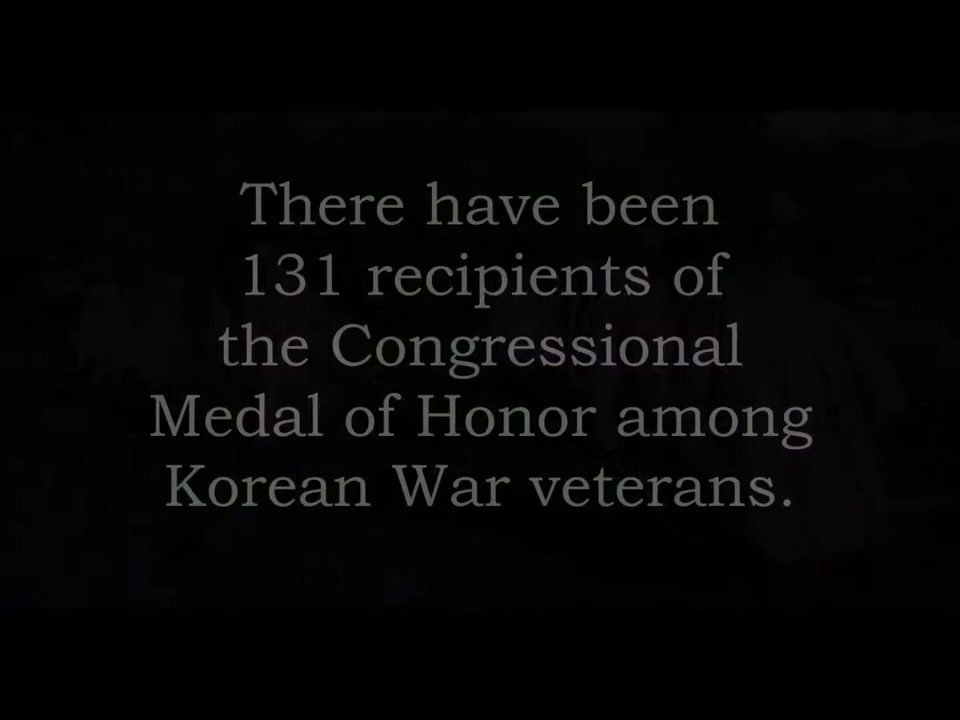 There have been
131 recipients of
the Congressional
Medal of Honor among
Korean War veterans.